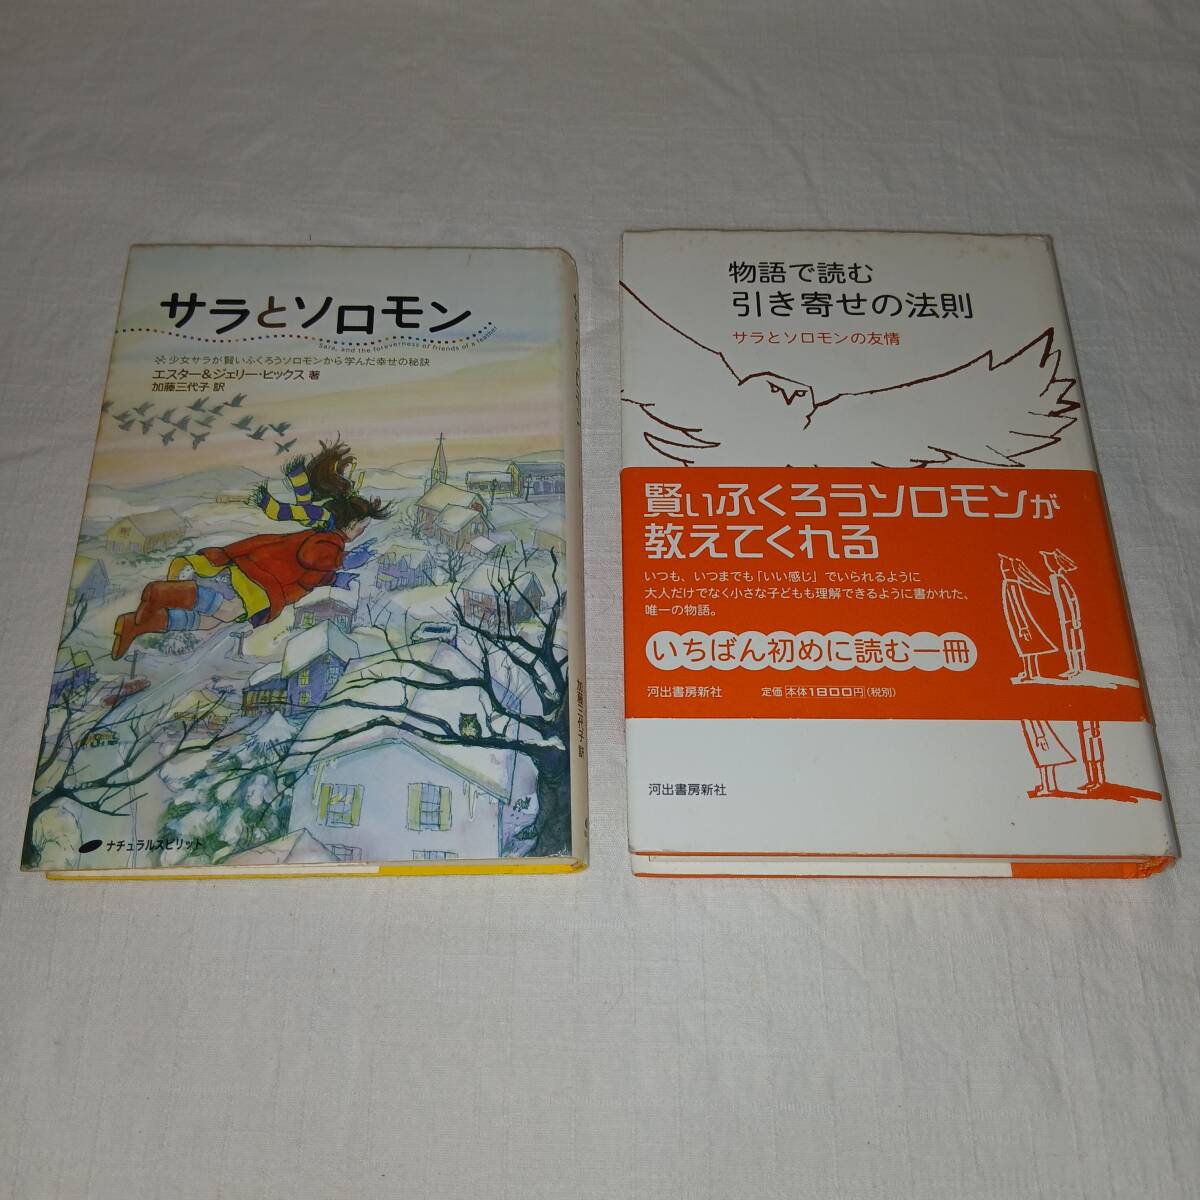 サラとソロモン
Sara, and the foreverness of friends of a feather
※少女サラが賢いふくろうソロモンから学んだ幸せの秘訣
エスター&ジェリー・ヒックス 著
加藤三代子 訳
加藤三代子 訳
ナチュラルスピリット
物語で読む
引き寄せの法則
サラとソロモンの友情
賢いふくろうソロモンが
教えてくれる
いつも、いつまでも「いい感じ」でいられるように
大人だけでなく小さな子どもも理解できるように書かれた、
唯一の物語。
いちばん初めに読む一冊
河出書房新社 定価 本体1800円(税別)
河出書房新社